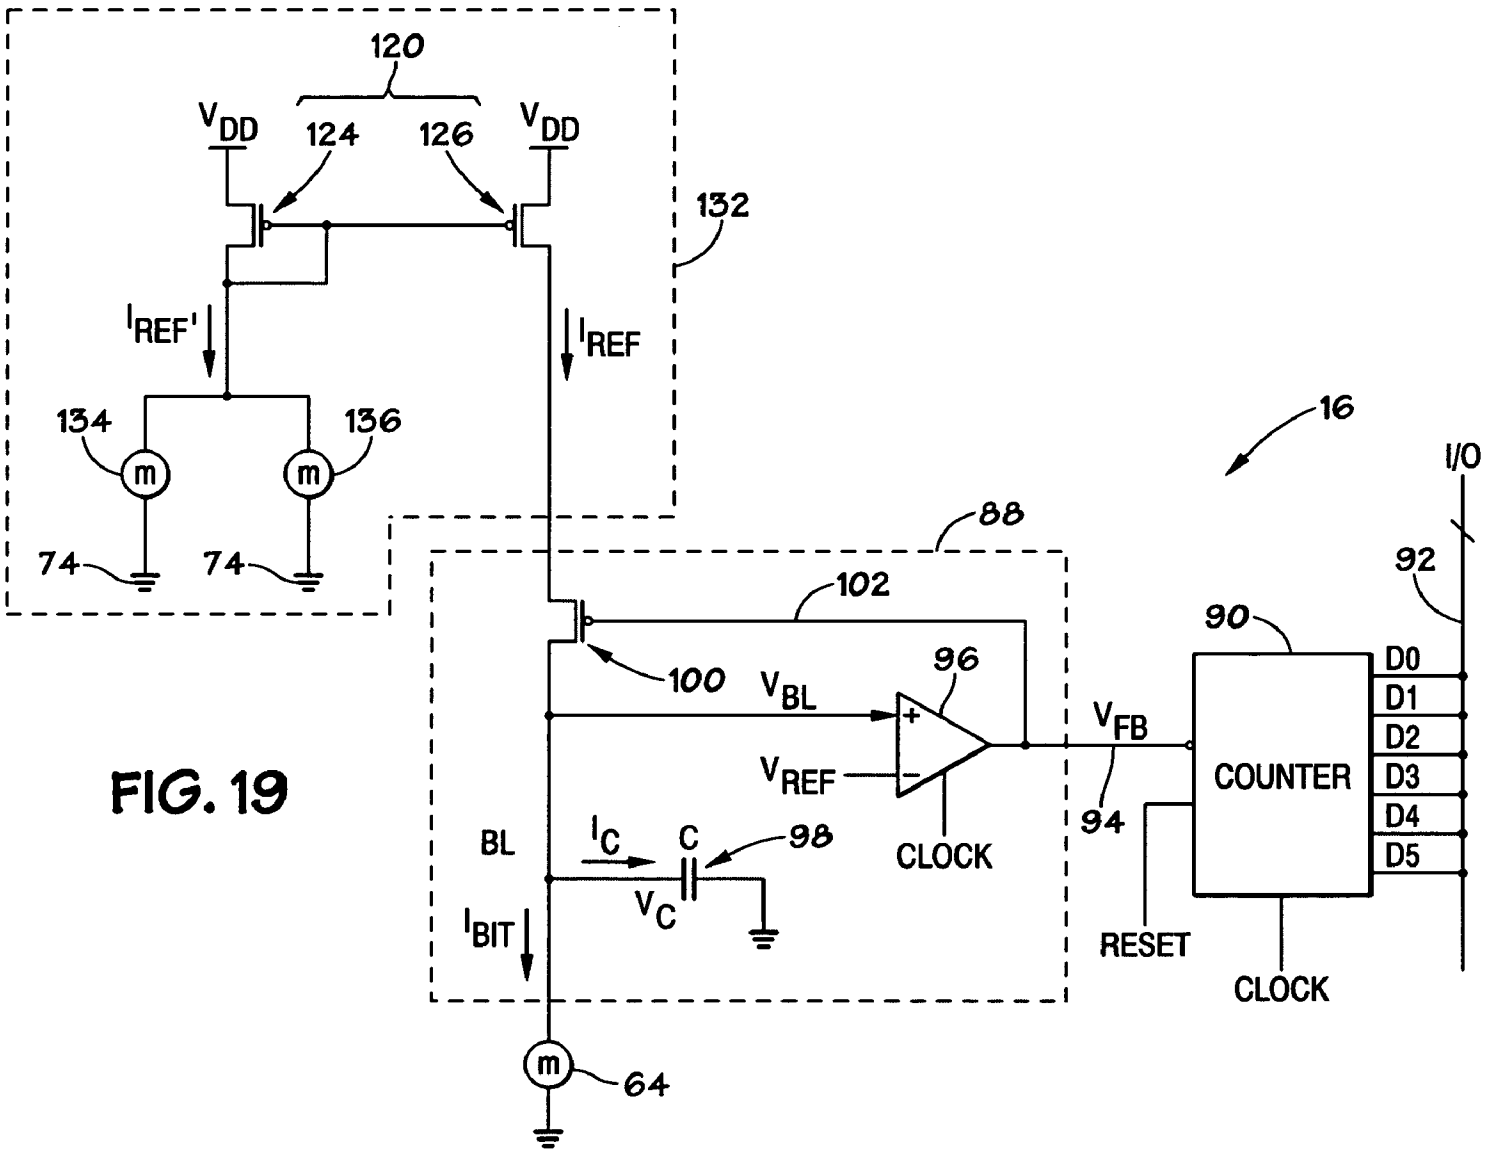 120
VDD
124
126
VDD
132
IREF'
IREF
134
m
136
m
74
74
16
I/O
88
92
102
90
100
96
VBL
D0
D1
VFB
D2
VREF
COUNTER
D3
FIG. 19
94
D4
BL
IC
C
98
CLOCK
D5
VC
IBIT
RESET
CLOCK
m
64